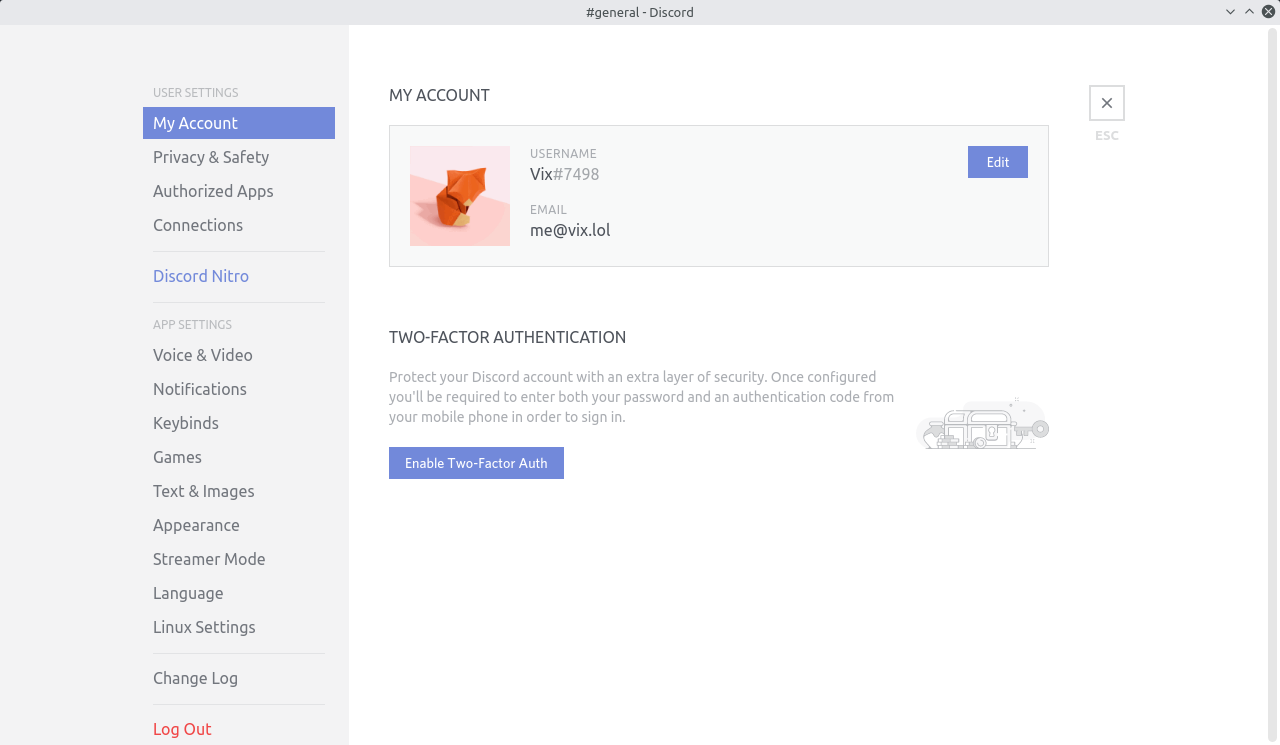 #general - Discord
USER SETTINGS
My Account
Privacy & Safety
Authorized Apps
Connections
Discord Nitro
APP SETTINGS
Voice & Video
Notifications
Keybinds
Games
Text & Images
Appearance
Streamer Mode
Language
Linux Settings
Change Log
Log Out
MY ACCOUNT
USERNAME
Vix#7498
EMAIL
me@vix.lol
Edit
ESC
TWO-FACTOR AUTHENTICATION
Protect your Discord account with an extra layer of security. Once configured
you'll be required to enter both your password and an authentication code from
your mobile phone in order to sign in.
Enable Two-Factor Auth